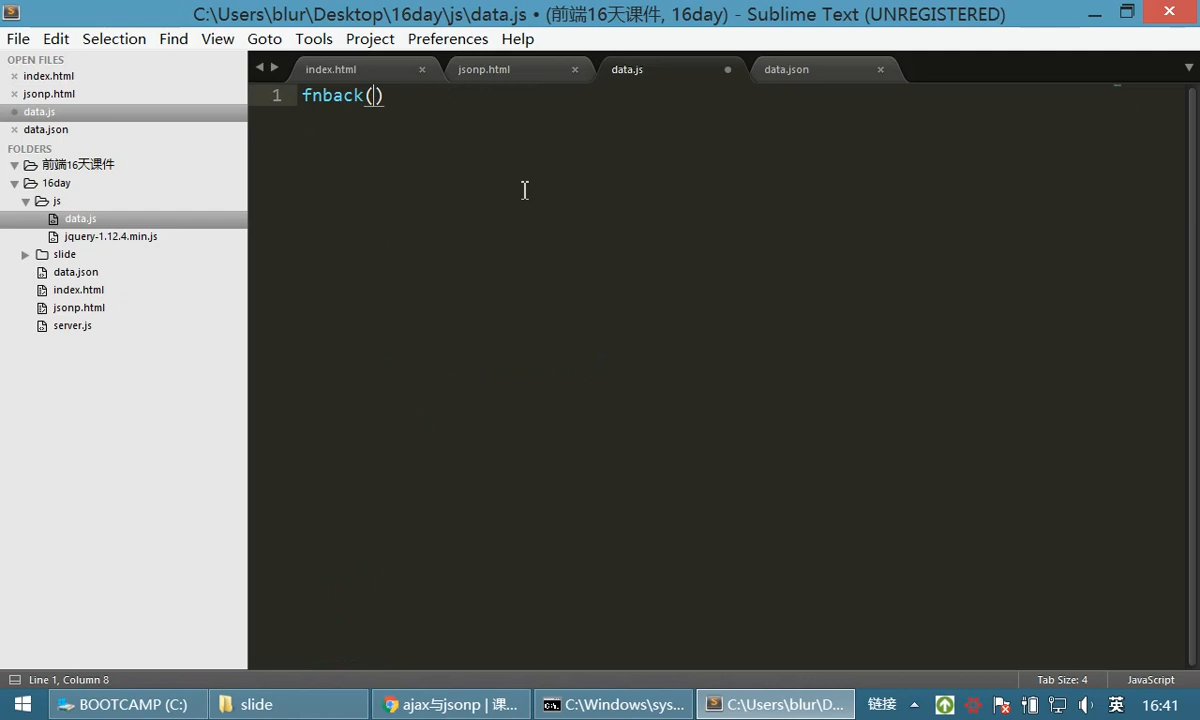 C:\Users\blur\Desktop\16day\js\data.js • (前端16天课件, 16day) - Sublime Text (UNREGISTERED)
File Edit Selection Find View Goto Tools Project Preferences Help
OPEN FILES
index.html
jsonp.html
data.js
data.json
FOLDERS
前端16天课件
16day
js
data.js
jquery-1.12.4.min.js
slide
data.json
index.html
jsonp.html
server.js
index.html jsonp.html data.js data.json
1 fnback()
Line 1, Column 8 Tab Size: 4 JavaScript
BOOTCAMP (C:) slide ajax与jsonp | 课... C:\Windows\sys... C:\Users\blur\D... 链接 英 16:41